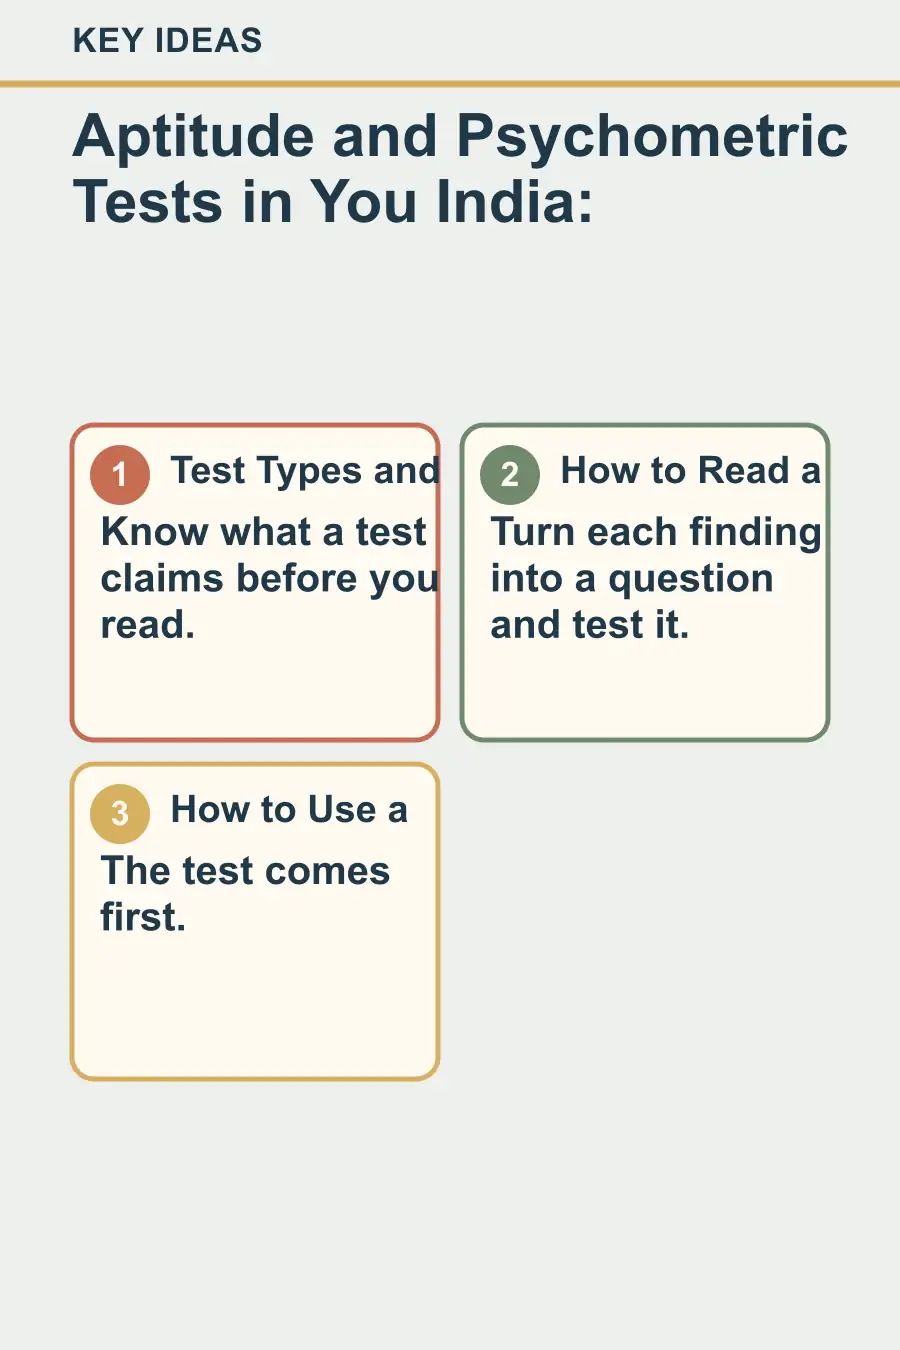 KEY IDEAS
Aptitude and Psychometric
Tests in You India:
1 Test Types and
Know what a test
claims before you
read.
2 How to Read a
Turn each finding
into a question
and test it.
3 How to Use a
The test comes
first.